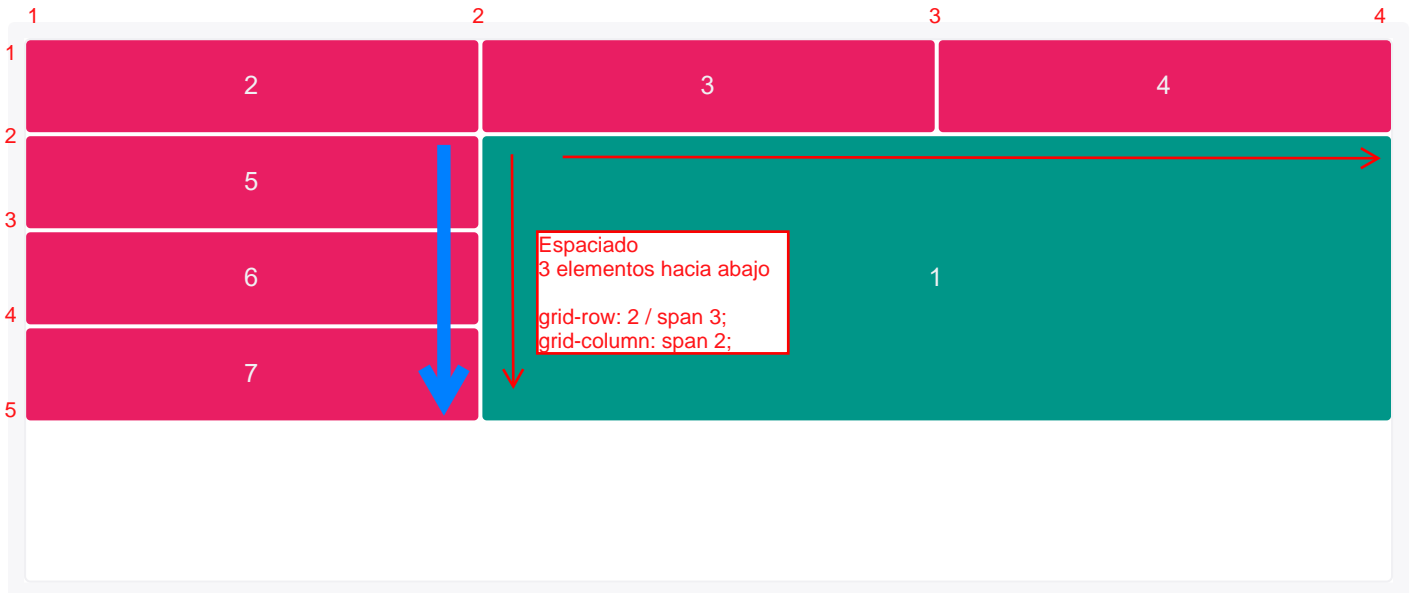 1 2 3 4
1
2 3 4
2
5
3
Espaciado
3 elementos hacia abajo
6
1
4
grid-row: 2 / span 3;
grid-column: span 2;
7
5